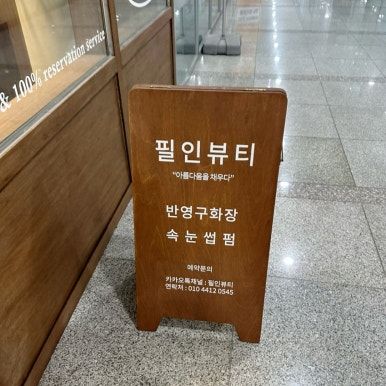 & 100% reservation service
필인뷰티
"아름다움을 채우다"
반영구화장
속눈썹펌
예약문의
카카오톡채널 : 필인뷰티
연락처 : 010 4412 0545